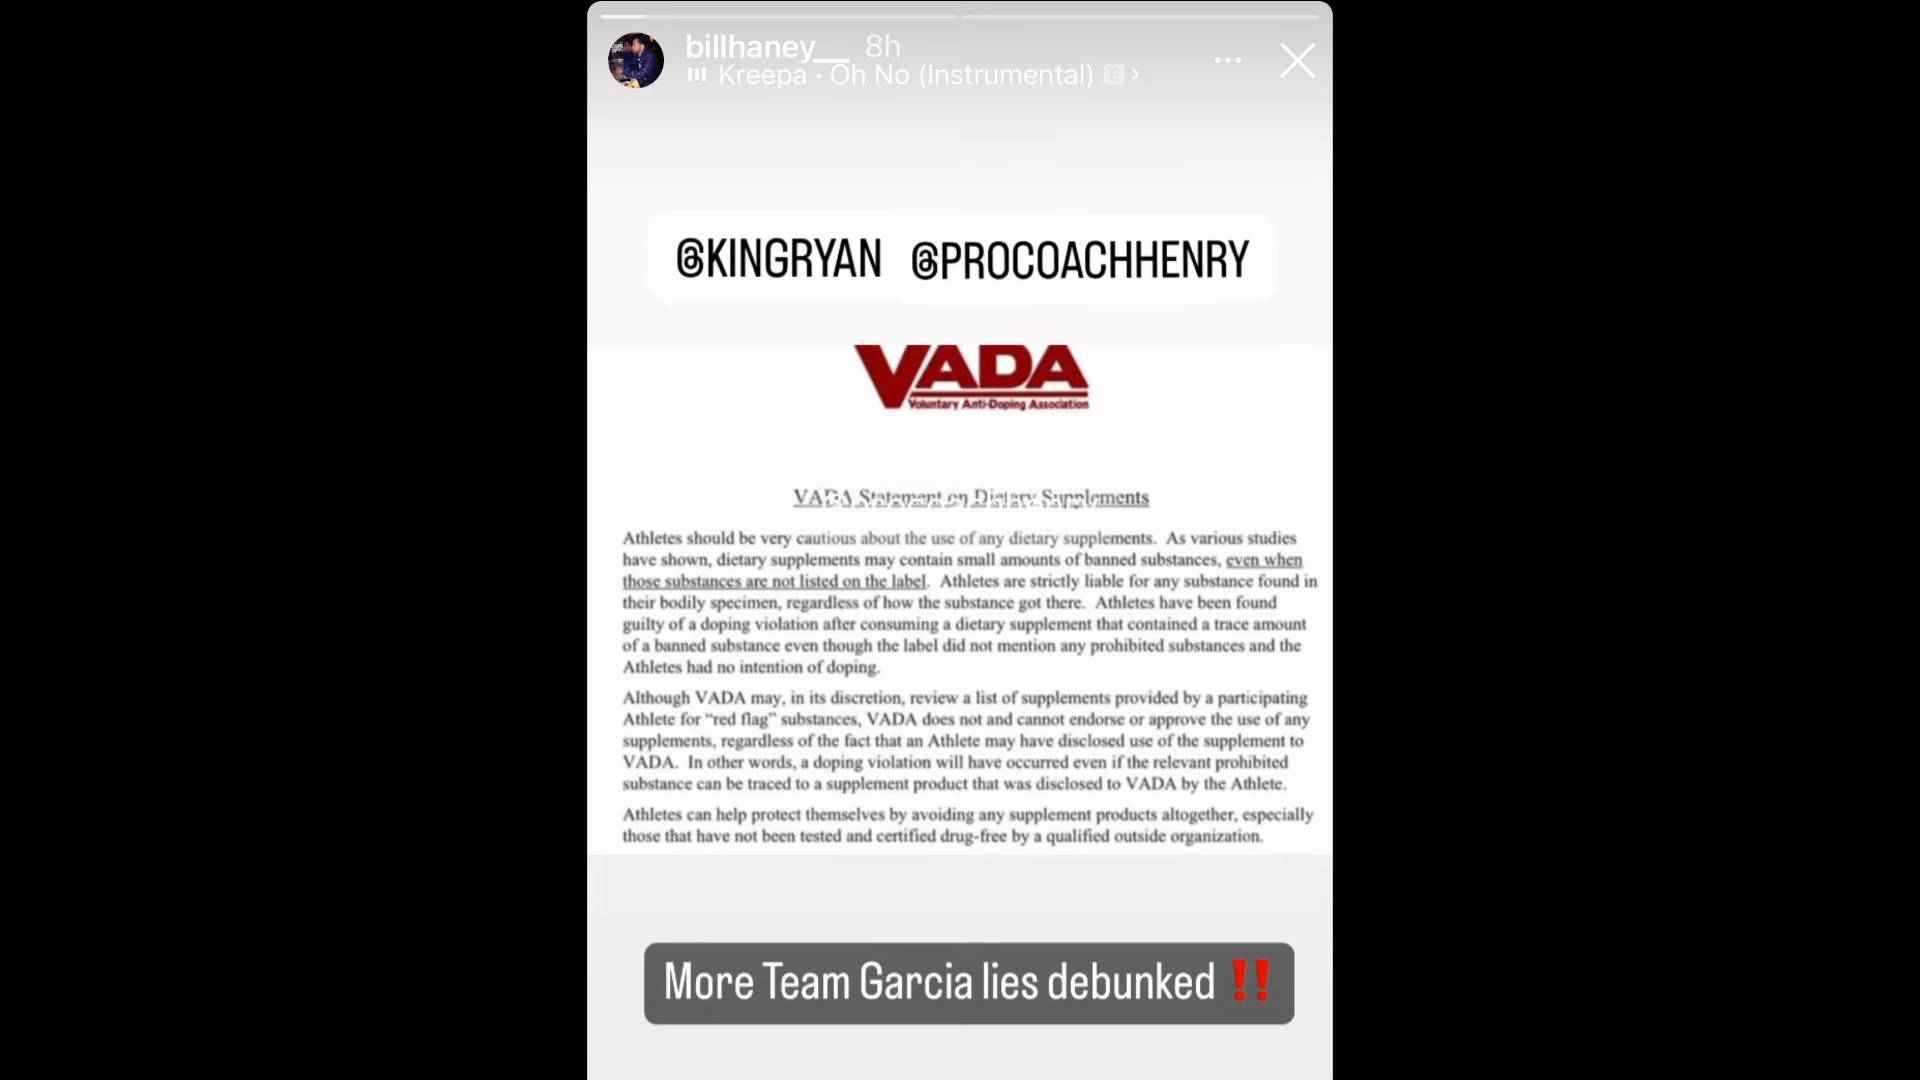 billhaney__ 8h
Kreepa · Oh No (Instrumental) E >
@KINGRYAN @PROCOACHHENRY
VADA
Voluntary Anti-Doping Association
VADA Statement on Dietary Supplements
Athletes should be very cautious about the use of any dietary supplements. As various studies
have shown, dietary supplements may contain small amounts of banned substances, even when
those substances are not listed on the label. Athletes are strictly liable for any substance found in
their bodily specimen, regardless of how the substance got there. Athletes have been found
guilty of a doping violation after consuming a dietary supplement that contained a trace amount
of a banned substance even though the label did not mention any prohibited substances and the
Athletes had no intention of doping.
Although VADA may, in its discretion, review a list of supplements provided by a participating
Athlete for “red flag” substances, VADA does not and cannot endorse or approve the use of any
supplements, regardless of the fact that an Athlete may have disclosed use of the supplement to
VADA. In other words, a doping violation will have occurred even if the relevant prohibited
substance can be traced to a supplement product that was disclosed to VADA by the Athlete.
Athletes can help protect themselves by avoiding any supplement products altogether, especially
those that have not been tested and certified drug-free by a qualified outside organization.
More Team Garcia lies debunked ‼️